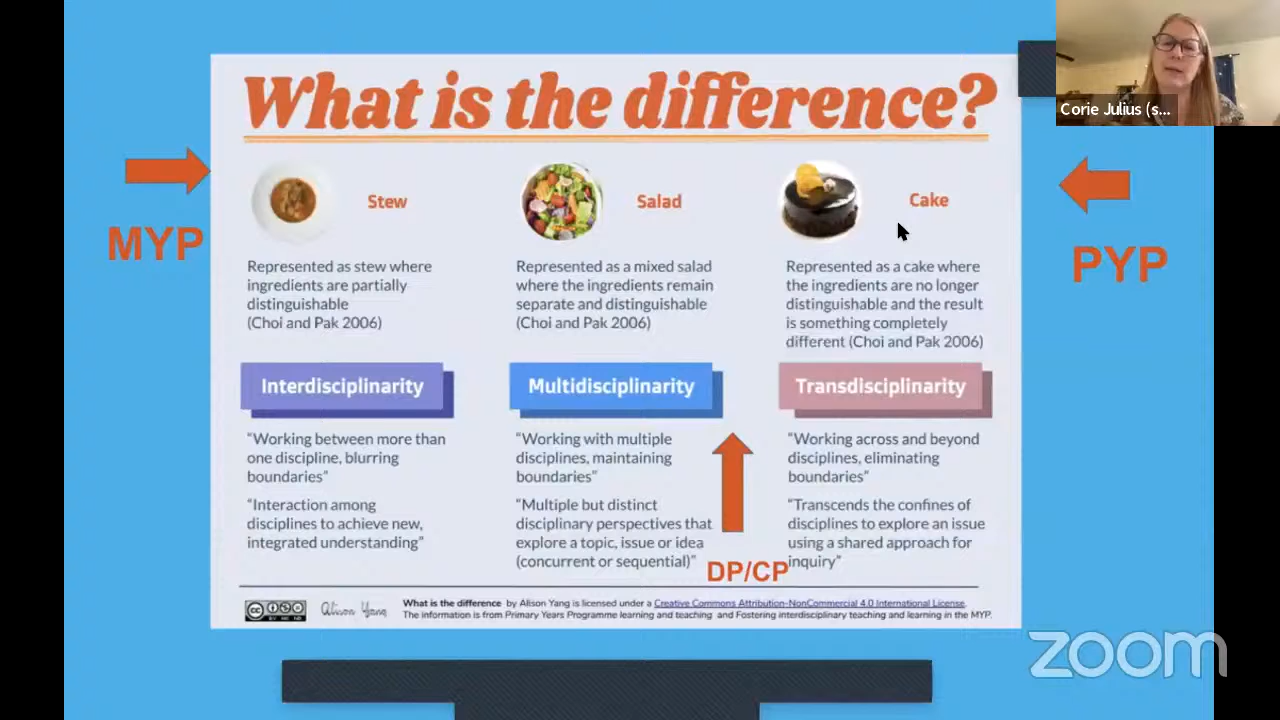 What is the difference?
Corie Julius (s...
MYP
PYP
Stew
Represented as stew where
ingredients are partially
distinguishable
(Choi and Pak 2006)
Interdisciplinarity
“Working between more than
one discipline, blurring
boundaries”
“Interaction among
disciplines to achieve new,
integrated understanding”
Salad
Represented as a mixed salad
where the ingredients remain
separate and distinguishable
(Choi and Pak 2006)
Multidisciplinarity
“Working with multiple
disciplines, maintaining
boundaries”
“Multiple but distinct
disciplinary perspectives that
explore a topic, issue or idea
(concurrent or sequential)”
DP/CP
Cake
Represented as a cake where
the ingredients are no longer
distinguishable and the result
is something completely
different (Choi and Pak 2006)
Transdisciplinarity
“Working across and beyond
disciplines, eliminating
boundaries”
“Transcends the confines of
disciplines to explore an issue
using a shared approach for
inquiry”
cc
BY NC ND
Alison Yang
What is the difference by Alison Yang is licensed under a Creative Commons Attribution-NonCommercial 4.0 International License.
The information is from Primary Years Programme learning and teaching and Fostering interdisciplinary teaching and learning in the MYP.
zoom